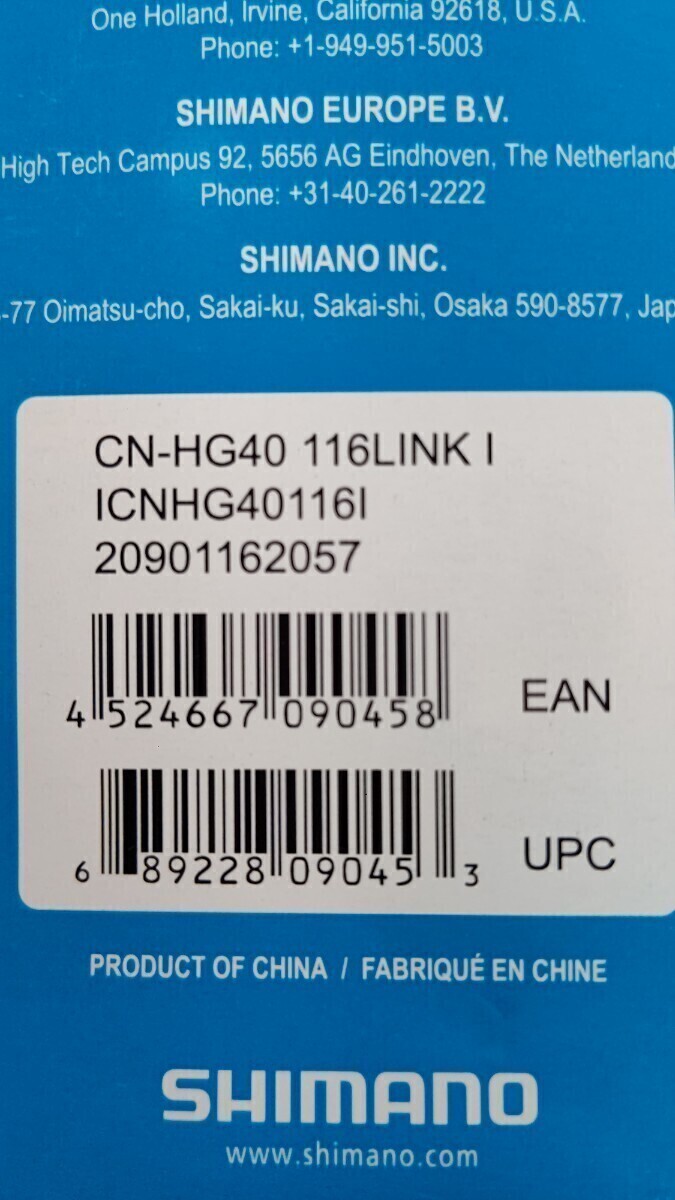 One Holland, Irvine, California 92618, U.S.A.
Phone: +1-949-951-5003
SHIMANO EUROPE B.V.
High Tech Campus 92, 5656 AG Eindhoven, The Netherland
Phone: +31-40-261-2222
SHIMANO INC.
-77 Oimatsu-cho, Sakai-ku, Sakai-shi, Osaka 590-8577, Jap
CN-HG40 116LINK I
ICNHG40116I
20901162057
4 524667 090458
EAN
6 89228 09045 3
UPC
PRODUCT OF CHINA / FABRIQUÉ EN CHINE
SHIMANO
www.shimano.com